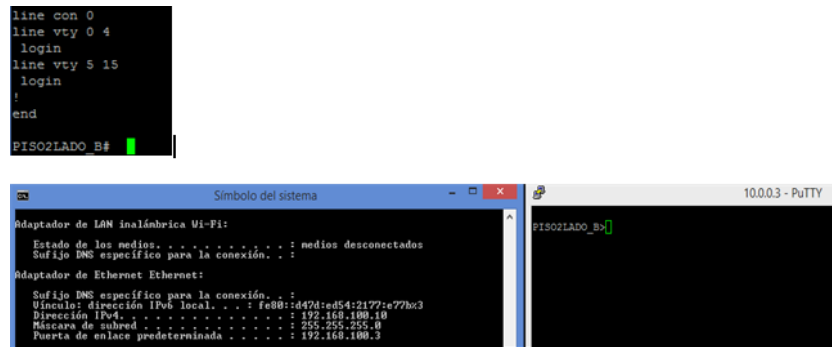 line con 0
line vty 0 4
login
line vty 5 15
login
!
end
PISO2LADO_B#
Símbolo del sistema
Adaptador de LAN inalámbrica Wi-Fi:
Estado de los medios. . . . . . . . . . . : medios desconectados
Sufijo DNS específico para la conexión. . :
Adaptador de Ethernet Ethernet:
Sufijo DNS específico para la conexión. . :
Vínculo: dirección IPv6 local. . . : fe80::d47d:ed54:2177:e77b%3
Dirección IPv4. . . . . . . . . . . . . . : 192.168.100.10
Máscara de subred . . . . . . . . . . . . : 255.255.255.0
Puerta de enlace predeterminada . . . . . : 192.168.100.3
10.0.0.3 - PuTTY
PISO2LADO_B>